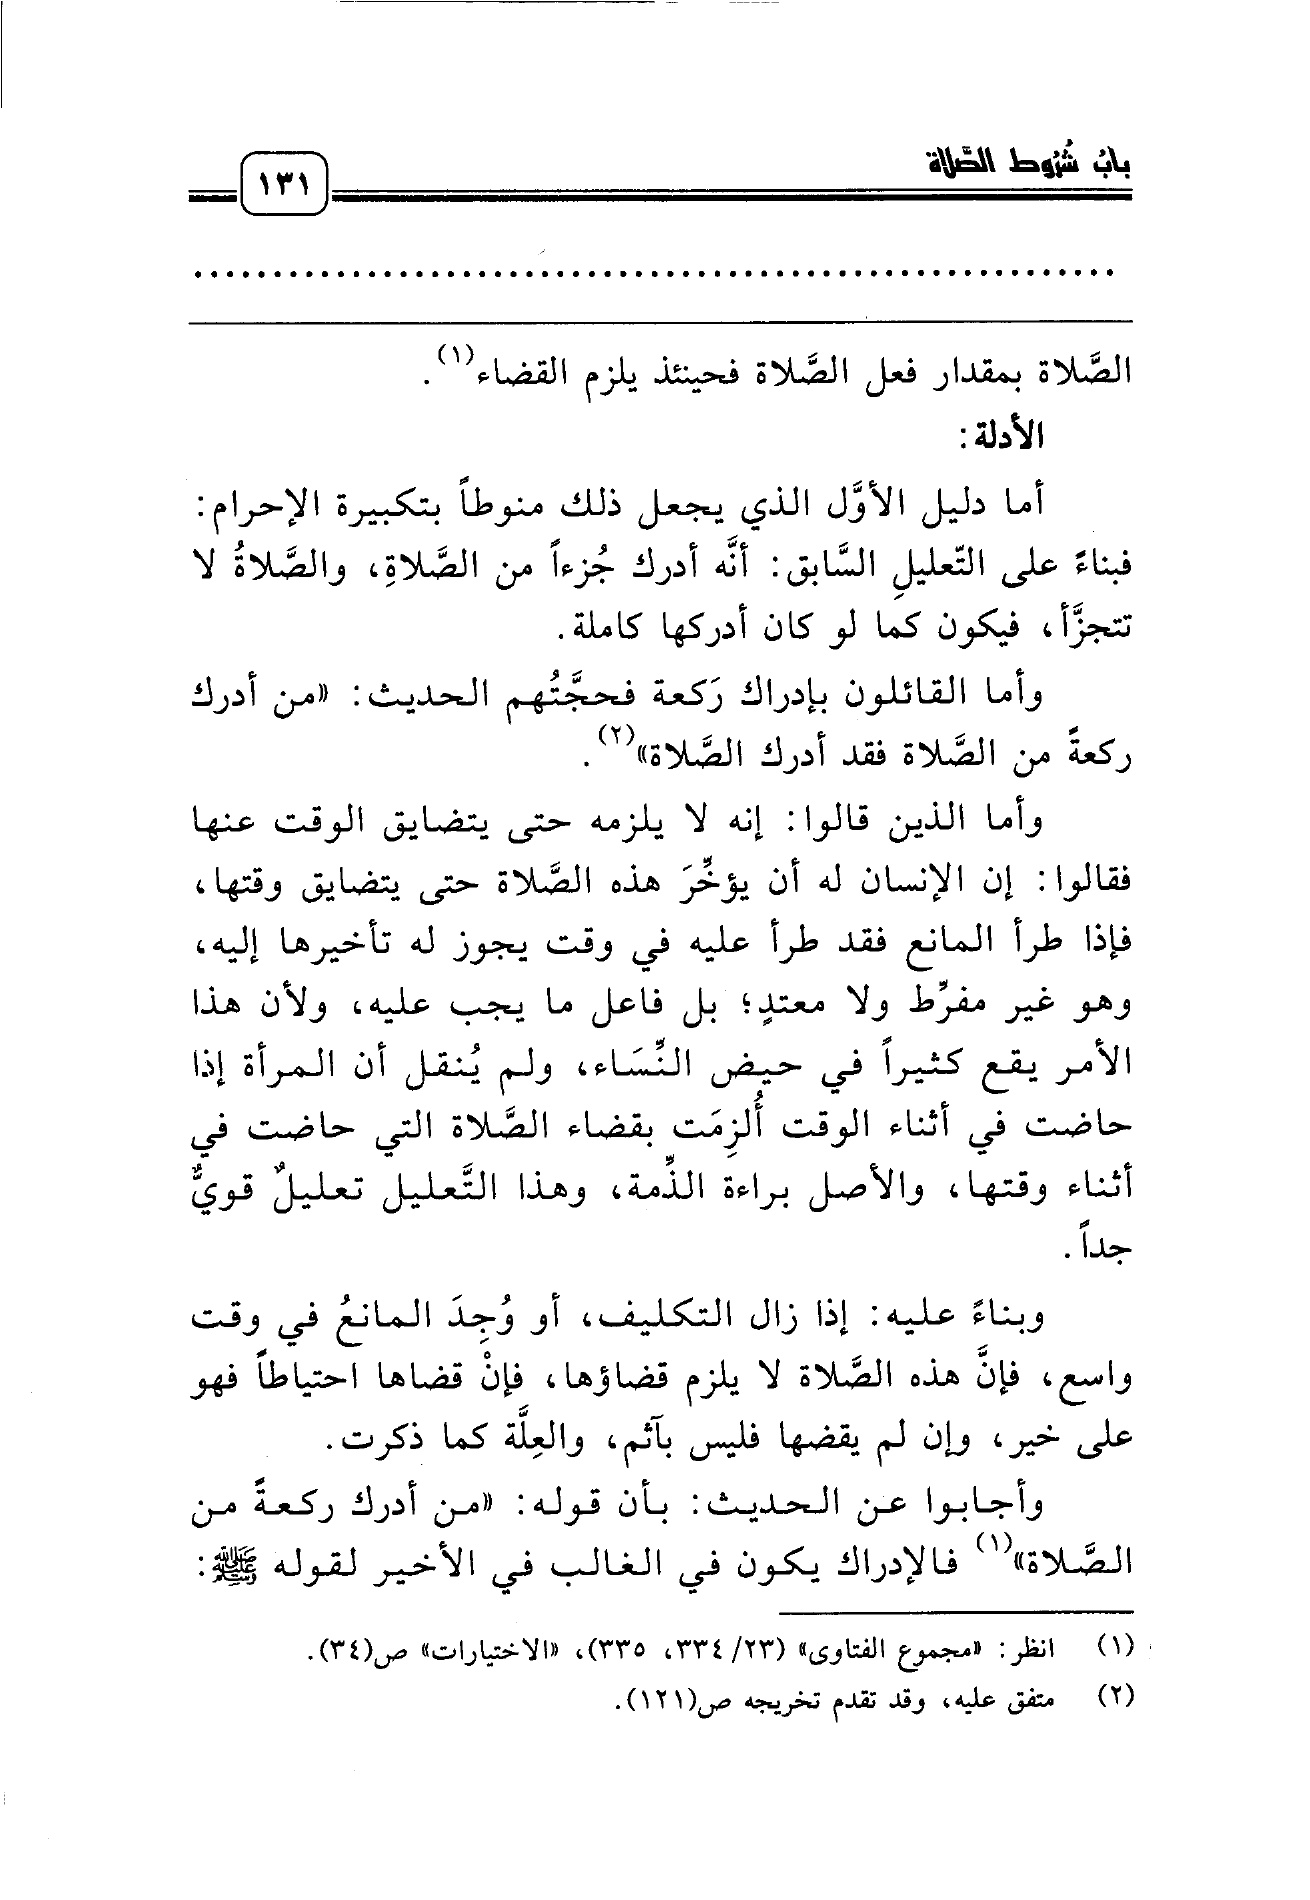 بابُ شُرُوط الصَّلاة
١٣١
الصَّلاة بمقدار فعل الصَّلاة فحينئذ يلزم القضاء(١).
الأدلة:
أما دليل الأوَّل الذي يجعل ذلك منوطاً بتكبيرة الإحرام:
فبناءً على التّعليلِ السَّابق: أنَّه أدرك جُزءاً من الصَّلاةِ، والصَّلاةُ لا
تتجزَّأ، فيكون كما لو كان أدركها كاملة.
وأما القائلون بإدراك رَكعة فحجَّتُهم الحديث: «من أدرك
ركعةً من الصَّلاة فقد أدرك الصَّلاة»(٢).
وأما الذين قالوا: إنه لا يلزمه حتى يتضايق الوقت عنها
فقالوا: إن الإنسان له أن يؤخِّرَ هذه الصَّلاة حتى يتضايق وقتها،
فإذا طرأ المانع فقد طرأ عليه في وقت يجوز له تأخيرها إليه،
وهو غير مفرِّط ولا معتدٍ؛ بل فاعل ما يجب عليه، ولأن هذا
الأمر يقع كثيراً في حيض النِّسَاء، ولم يُنقل أن المرأة إذا
حاضت في أثناء الوقت أُلزِمَت بقضاء الصَّلاة التي حاضت في
أثناء وقتها، والأصل براءة الذِّمة، وهذا التَّعليل تعليلٌ قويٌّ
جداً.
وبناءً عليه: إذا زال التكليف، أو وُجِدَ المانعُ في وقت
واسع، فإنَّ هذه الصَّلاة لا يلزم قضاؤها، فإنْ قضاها احتياطاً فهو
على خير، وإن لم يقضها فليس بآثم، والعِلَّة كما ذكرت.
وأجابوا عن الحديث: بأن قوله: «من أدرك ركعةً من
الصَّلاة»(١) فالإدراك يكون في الغالب في الأخير لقوله ﷺ:
(١) انظر: «مجموع الفتاوى» (٢٣/ ٣٣٤، ٣٣٥)، «الاختيارات» ص(٣٤).
(٢) متفق عليه، وقد تقدم تخريجه ص(١٢١).